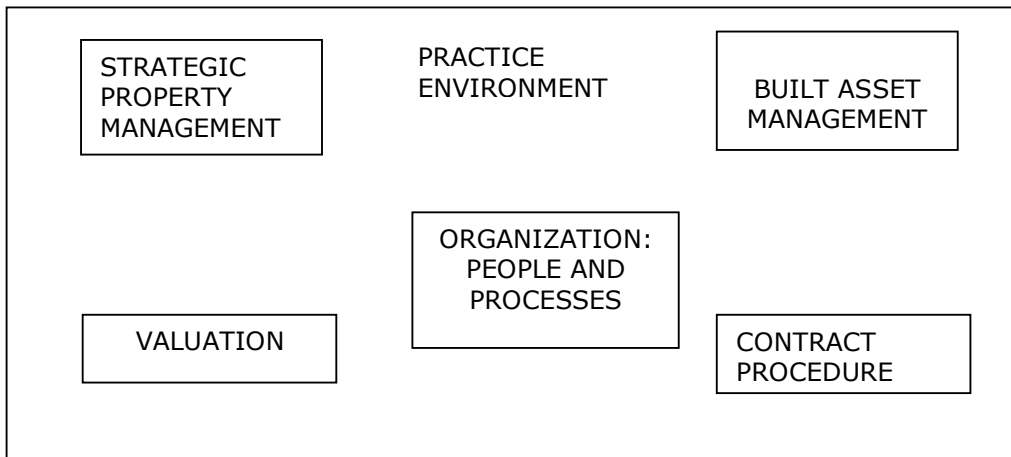 STRATEGIC
PROPERTY
MANAGEMENT
PRACTICE
ENVIRONMENT
BUILT ASSET
MANAGEMENT
ORGANIZATION:
PEOPLE AND
PROCESSES
VALUATION
CONTRACT
PROCEDURE